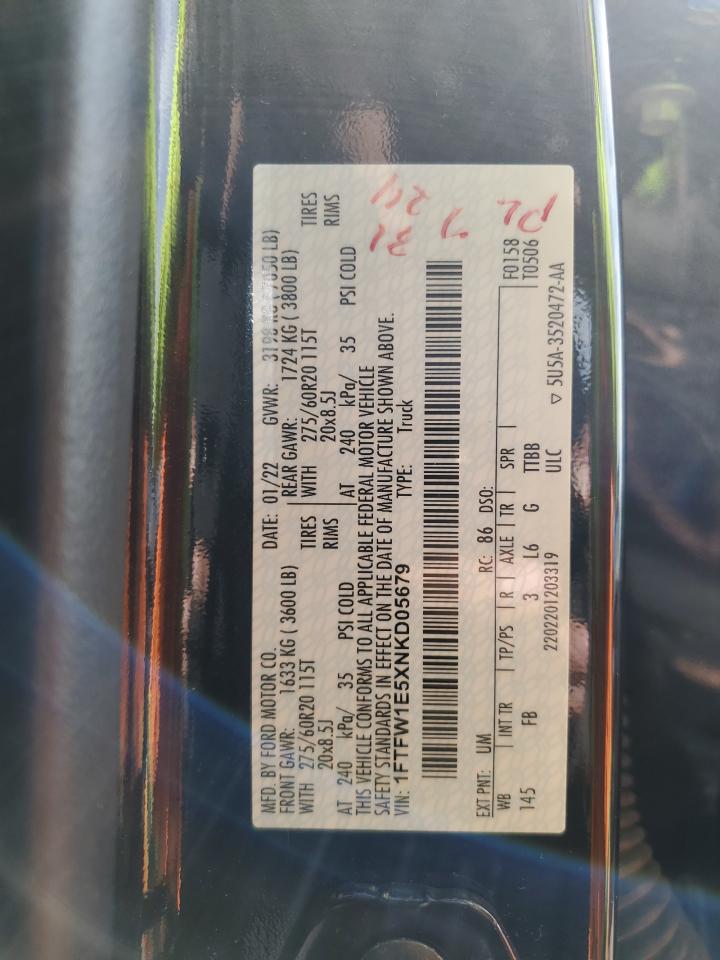 MFD. BY FORD MOTOR CO.
DATE: 01/22 GVWR: 3198 KG ( 7050 LB)
FRONT GAWR: 1633 KG ( 3600 LB)
REAR GAWR: 1724 KG ( 3800 LB)
WITH 275/60R20 115T TIRES
WITH 275/60R20 115T TIRES
20x8.5J RIMS
20x8.5J RIMS
AT 240 kPa/ 35 PSI COLD
AT 240 kPa/ 35 PSI COLD
THIS VEHICLE CONFORMS TO ALL APPLICABLE FEDERAL MOTOR VEHICLE
SAFETY STANDARDS IN EFFECT ON THE DATE OF MANUFACTURE SHOWN ABOVE.
VIN: 1FTFW1E5XNKD05679 TYPE: Truck
EXT PNT: UM RC: 86 DSO: F0158
T0506
WB INT TR TP/PS R AXLE TR SPR
145 FB 3 L6 G TTBB
2202201203319 ULC
5U5A-3520472-AA